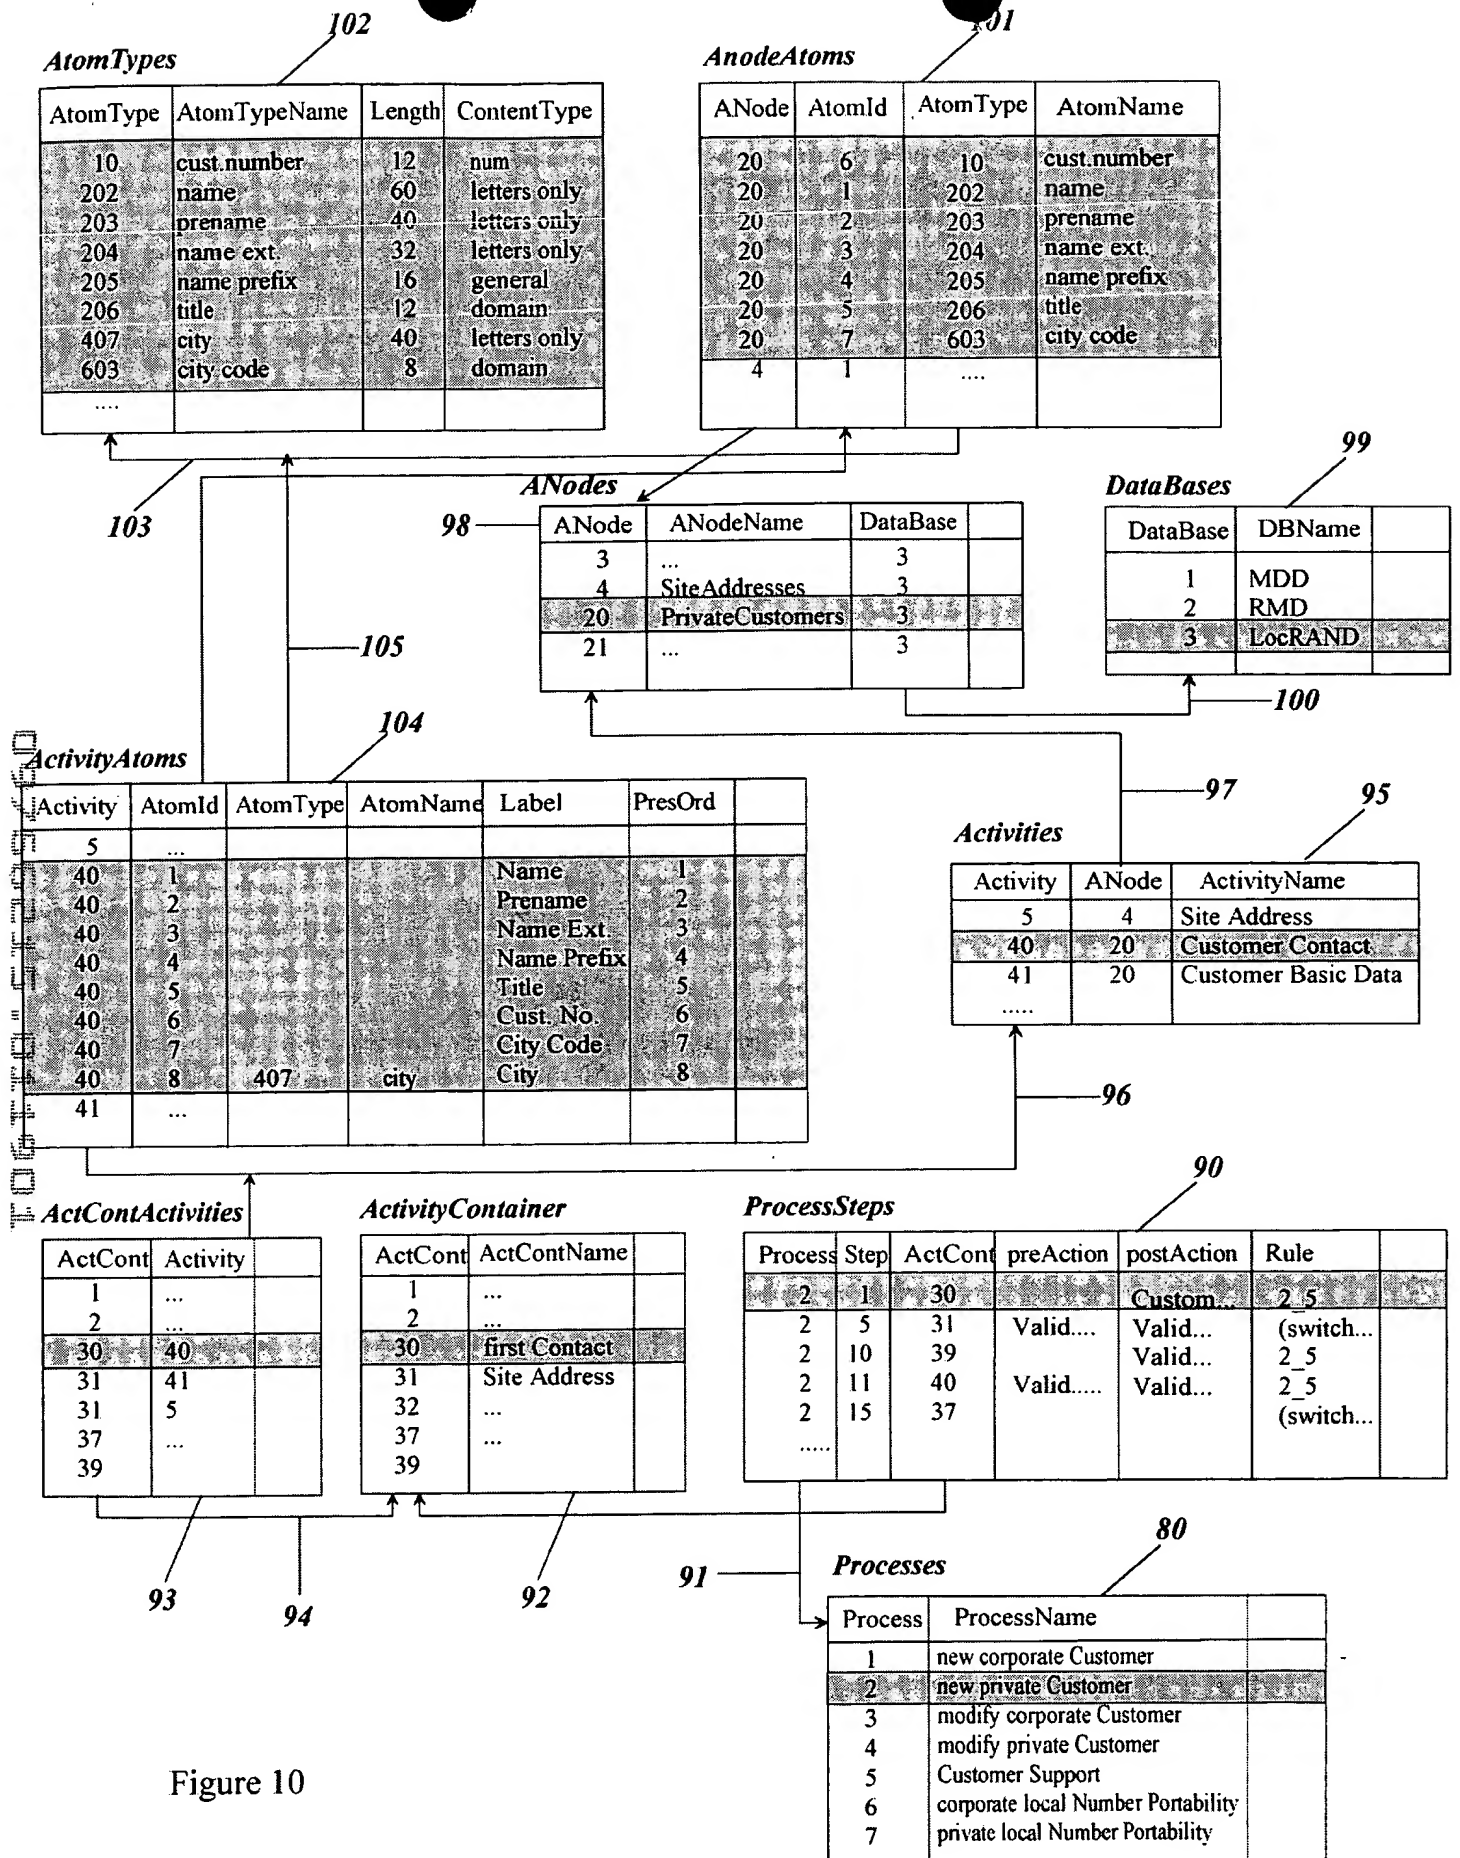 102
101
AtomTypes
AnodeAtoms
AtomType AtomTypeName Length ContentType
10 cust.number 12 num
202 name 60 letters only
203 prename 40 letters only
204 name ext. 32 letters only
205 name prefix 16 general
206 title 12 domain
407 city 40 letters only
603 city code 8 domain
....
ANode AtomId AtomType AtomName
20 6 10 cust.number
20 1 202 name
20 2 203 prename
20 3 204 name ext.
20 4 205 name prefix
20 5 206 title
20 7 603 city code
4 1 ....
103
105
ANodes
98
ANode ANodeName DataBase
3 ... 3
4 SiteAddresses 3
20 PrivateCustomers 3
21 ... 3
99
DataBases
DataBase DBName
1 MDD
2 RMD
3 LocRAND
100
104
ActivityAtoms
Activity AtomId AtomType AtomName Label PresOrd
5 ...
40 1 Name 1
40 2 Prename 2
40 3 Name Ext. 3
40 4 Name Prefix 4
40 5 Title 5
40 6 Cust. No. 6
40 7 City Code 7
40 8 407 city City 8
41 ...
97
95
Activities
Activity ANode ActivityName
5 4 Site Address
40 20 Customer Contact
41 20 Customer Basic Data
.....
96
ActContActivities
ActCont Activity
1 ...
2 ...
30 40
31 41
31 5
37 ...
39
93
94
ActivityContainer
ActCont ActContName
1 ...
2 ...
30 first Contact
31 Site Address
32 ...
37 ...
39
92
90
ProcessSteps
Process Step ActCont preAction postAction Rule
2 1 30 Custom... 2_5
2 5 31 Valid.... Valid... (switch...
2 10 39 Valid... 2_5
2 11 40 Valid..... Valid... 2_5
2 15 37 (switch...
.....
91
80
Processes
Process ProcessName
1 new corporate Customer
2 new private Customer
3 modify corporate Customer
4 modify private Customer
5 Customer Support
6 corporate local Number Portability
7 private local Number Portability
Figure 10